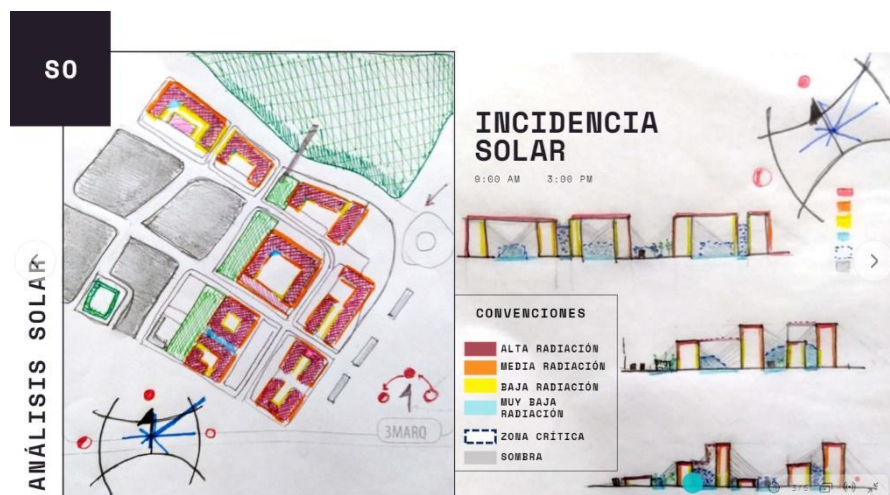 SO
ANÁLISIS SOLAR
INCIDENCIA
SOLAR
9:00 AM 3:00 PM
CONVENCIONES
ALTA RADIACIÓN
MEDIA RADIACIÓN
BAJA RADIACIÓN
MUY BAJA
RADIACIÓN
ZONA CRÍTICA
SOMBRA
3MARQ